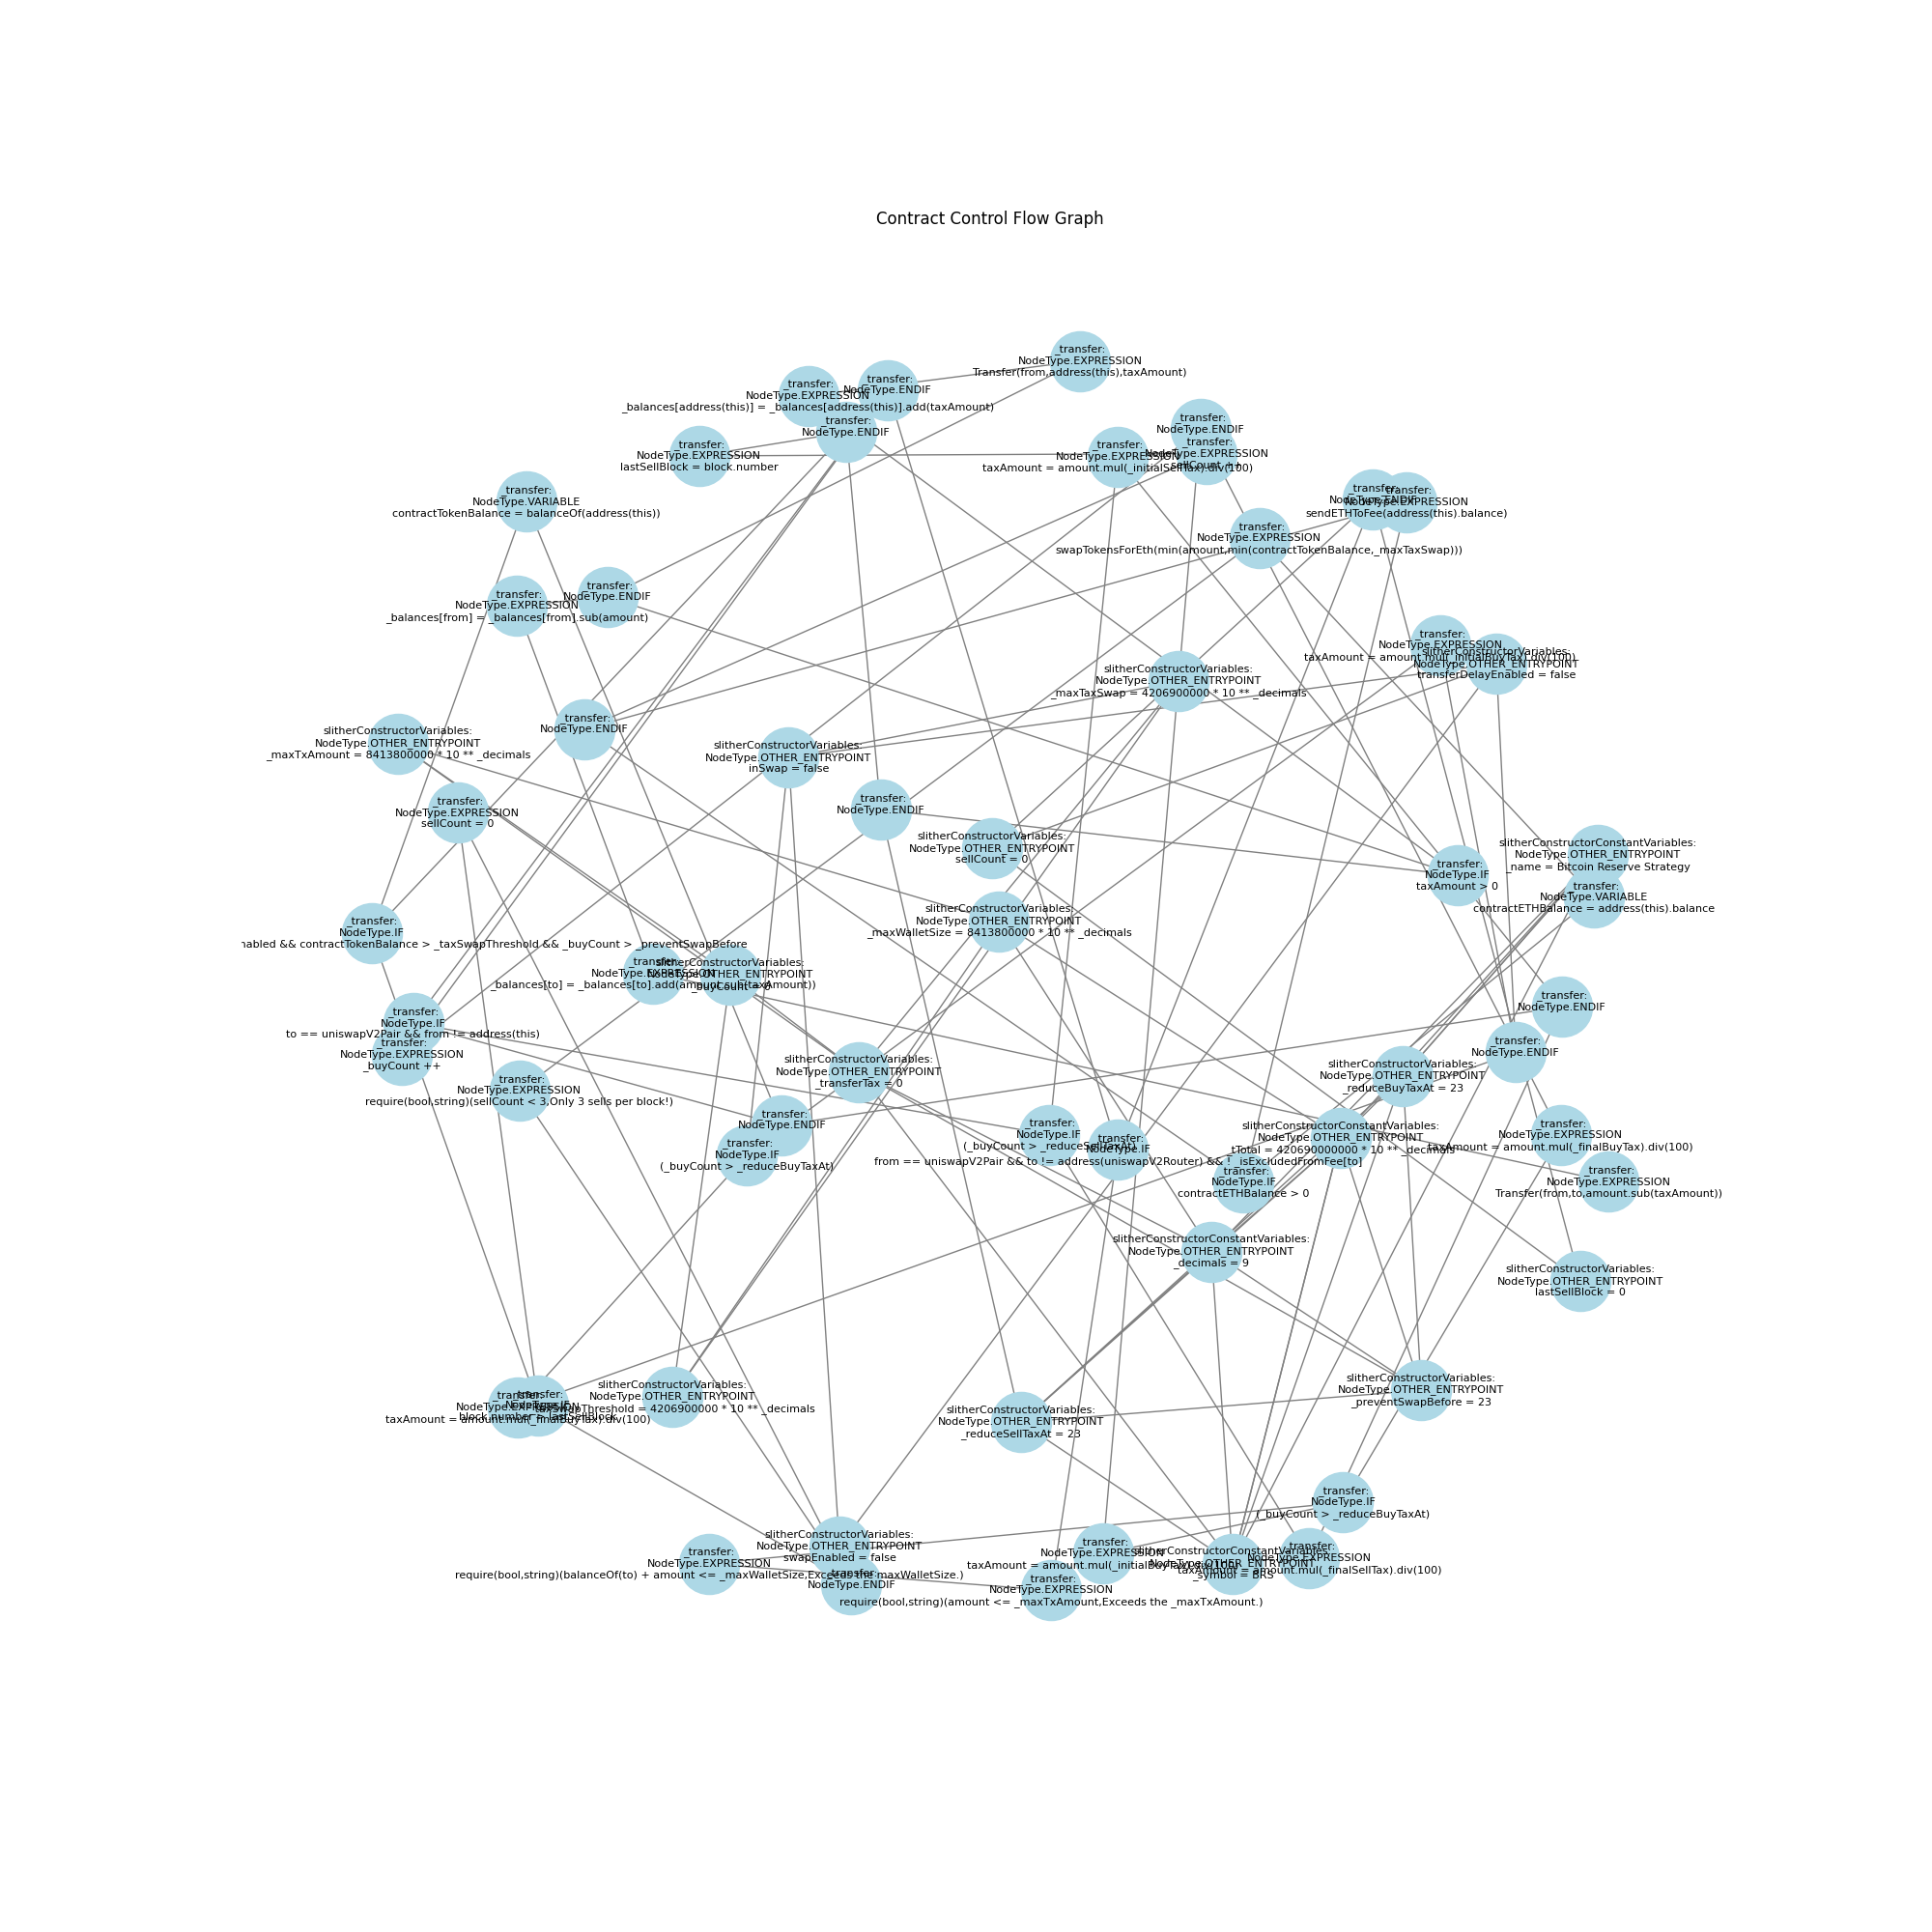 Contract Control Flow Graph
_transfer:
NodeType.EXPRESSION
Transfer(from,address(this),taxAmount)
_transfer:
NodeType.EXPRESSION
_balances[address(this)] = _balances[address(this)].add(taxAmount)
_transfer:
NodeType.ENDIF
_transfer:
NodeType.ENDIF
_transfer:
NodeType.ENDIF
_transfer:
NodeType.EXPRESSION
sellCount ++
_transfer:
NodeType.EXPRESSION
lastSellBlock = block.number
_transfer:
NodeType.EXPRESSION
taxAmount = amount.mul(_initialSellTax).div(100)
_transfer:
NodeType.VARIABLE
contractTokenBalance = balanceOf(address(this))
_transfer:
NodeType.ENDIF
_transfer:
NodeType.EXPRESSION
sendETHToFee(address(this).balance)
_transfer:
NodeType.EXPRESSION
swapTokensForEth(min(amount,min(contractTokenBalance,_maxTaxSwap)))
_transfer:
NodeType.EXPRESSION
_balances[from] = _balances[from].sub(amount)
_transfer:
NodeType.ENDIF
_transfer:
NodeType.EXPRESSION
taxAmount = amount.mul(_initialBuyTax).div(100)
slitherConstructorVariables:
NodeType.OTHER_ENTRYPOINT
transferDelayEnabled = false
slitherConstructorVariables:
NodeType.OTHER_ENTRYPOINT
_maxTaxSwap = 4206900000 * 10 ** _decimals
_transfer:
NodeType.ENDIF
slitherConstructorVariables:
NodeType.OTHER_ENTRYPOINT
_maxTxAmount = 8413800000 * 10 ** _decimals
slitherConstructorVariables:
NodeType.OTHER_ENTRYPOINT
inSwap = false
_transfer:
NodeType.EXPRESSION
sellCount = 0
_transfer:
NodeType.ENDIF
slitherConstructorVariables:
NodeType.OTHER_ENTRYPOINT
sellCount = 0
slitherConstructorConstantVariables:
NodeType.OTHER_ENTRYPOINT
_name = Bitcoin Reserve Strategy
_transfer:
NodeType.IF
taxAmount > 0
_transfer:
NodeType.VARIABLE
contractETHBalance = address(this).balance
slitherConstructorVariables:
NodeType.OTHER_ENTRYPOINT
_maxWalletSize = 8413800000 * 10 ** _decimals
_transfer:
NodeType.IF
&& contractTokenBalance > _taxSwapThreshold && _buyCount > _preventSwapBefore
_transfer:
NodeType.EXPRESSION
_balances[to] = _balances[to].add(amount.sub(taxAmount))
slitherConstructorVariables:
NodeType.OTHER_ENTRYPOINT
_buyCount = 0
_transfer:
NodeType.ENDIF
_transfer:
NodeType.IF
to == uniswapV2Pair && from != address(this)
_transfer:
NodeType.EXPRESSION
_buyCount ++
_transfer:
NodeType.ENDIF
slitherConstructorVariables:
NodeType.OTHER_ENTRYPOINT
_transferTax = 0
slitherConstructorVariables:
NodeType.OTHER_ENTRYPOINT
_reduceBuyTaxAt = 23
_transfer:
NodeType.EXPRESSION
require(bool,string)(sellCount < 3,Only 3 sells per block!)
_transfer:
NodeType.ENDIF
_transfer:
NodeType.IF
(_buyCount > _reduceBuyTaxAt)
_transfer:
NodeType.IF
(_buyCount > _reduceSellTaxAt)
_transfer:
NodeType.IF
from == uniswapV2Pair && to != address(uniswapV2Router) && ! _isExcludedFromFee[to]
slitherConstructorConstantVariables:
NodeType.OTHER_ENTRYPOINT
_tTotal = 420690000000 * 10 ** _decimals
_transfer:
NodeType.EXPRESSION
taxAmount = amount.mul(_finalBuyTax).div(100)
_transfer:
NodeType.IF
contractETHBalance > 0
_transfer:
NodeType.EXPRESSION
Transfer(from,to,amount.sub(taxAmount))
slitherConstructorConstantVariables:
NodeType.OTHER_ENTRYPOINT
_decimals = 9
slitherConstructorVariables:
NodeType.OTHER_ENTRYPOINT
lastSellBlock = 0
_transfer:
NodeType.EXPRESSION
taxAmount = amount.mul(_finalBuyTax).div(100)
_transfer:
NodeType.IF
slitherConstructorVariables:
NodeType.OTHER_ENTRYPOINT
_taxSwapThreshold = 4206900000 * 10 ** _decimals
slitherConstructorVariables:
NodeType.OTHER_ENTRYPOINT
_reduceSellTaxAt = 23
slitherConstructorVariables:
NodeType.OTHER_ENTRYPOINT
_preventSwapBefore = 23
_transfer:
NodeType.IF
(_buyCount > _reduceBuyTaxAt)
slitherConstructorVariables:
NodeType.OTHER_ENTRYPOINT
swapEnabled = false
_transfer:
NodeType.EXPRESSION
require(bool,string)(balanceOf(to) + amount <= _maxWalletSize,Exceeds the maxWalletSize.)
_transfer:
NodeType.ENDIF
_transfer:
NodeType.EXPRESSION
taxAmount = amount.mul(_initialBuyTax).div(100)
slitherConstructorConstantVariables:
NodeType.OTHER_ENTRYPOINT
_symbol = BRS
_transfer:
NodeType.EXPRESSION
taxAmount = amount.mul(_finalSellTax).div(100)
_transfer:
NodeType.EXPRESSION
require(bool,string)(amount <= _maxTxAmount,Exceeds the _maxTxAmount.)